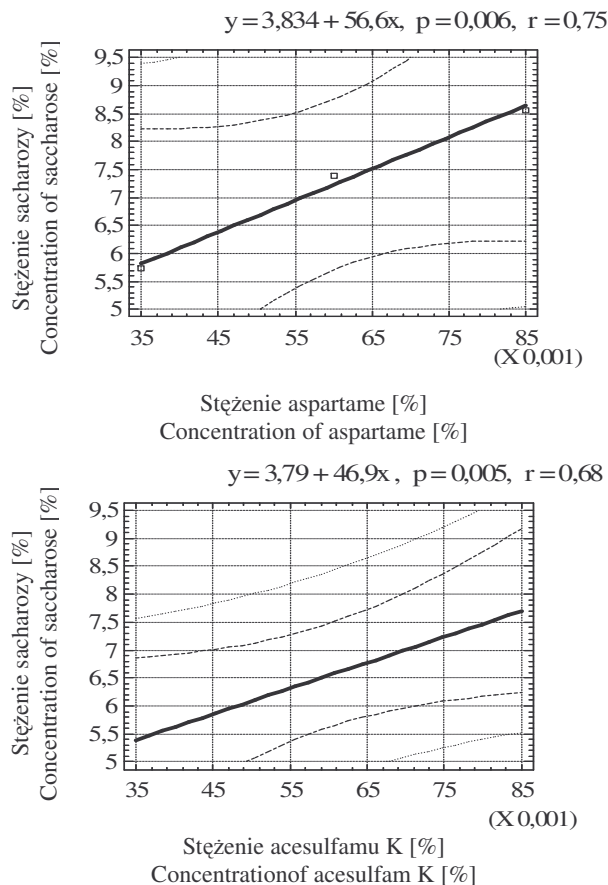 y=3,834+56,6x, p=0,006, r=0,75
Stężenie sacharozy [%]
Concentration of saccharose [%]
9,5
9
8,5
8
7,5
7
6,5
6
5,5
5
35 45 55 65 75 85
(X 0,001)
Stężenie aspartame [%]
Concentration of aspartame [%]
y=3,79+46,9x , p=0,005, r=0,68
Stężenie sacharozy [%]
Concentration of saccharose [%]
9,5
9
8,5
8
7,5
7
6,5
6
5,5
5
35 45 55 65 75 85
(X 0,001)
Stężenie acesulfamu K [%]
Concentrationof acesulfam K [%]